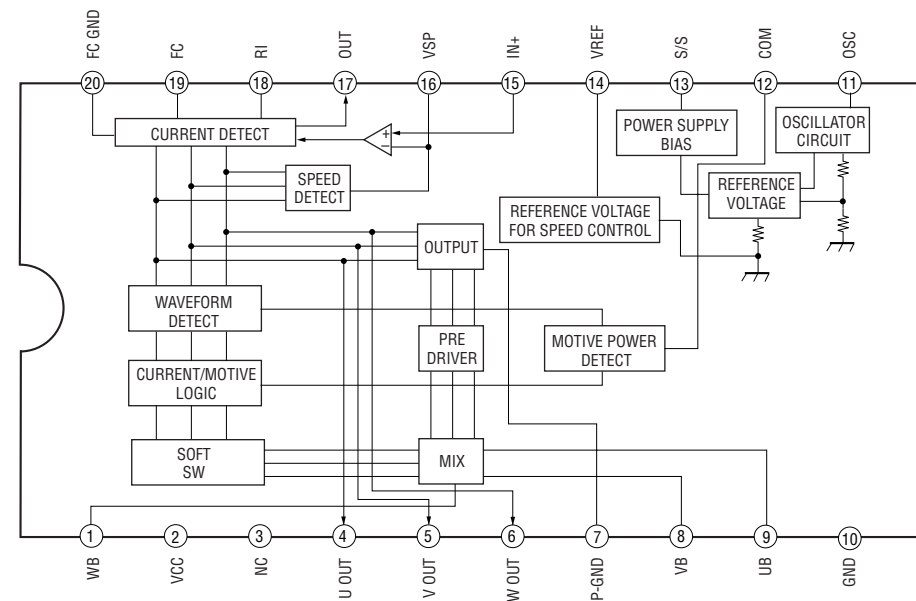 FC GND
FC
RI
OUT
VSP
IN+
VREF
S/S
COM
OSC
20
19
18
17
16
15
14
13
12
11
CURRENT DETECT
+
−
POWER SUPPLY
BIAS
OSCILLATOR
CIRCUIT
SPEED
DETECT
REFERENCE
VOLTAGE
REFERENCE VOLTAGE
FOR SPEED CONTROL
OUTPUT
WAVEFORM
DETECT
PRE
DRIVER
MOTIVE POWER
DETECT
CURRENT/MOTIVE
LOGIC
SOFT
SW
MIX
1
2
3
4
5
6
7
8
9
10
WB
VCC
NC
U OUT
V OUT
W OUT
P-GND
VB
UB
GND